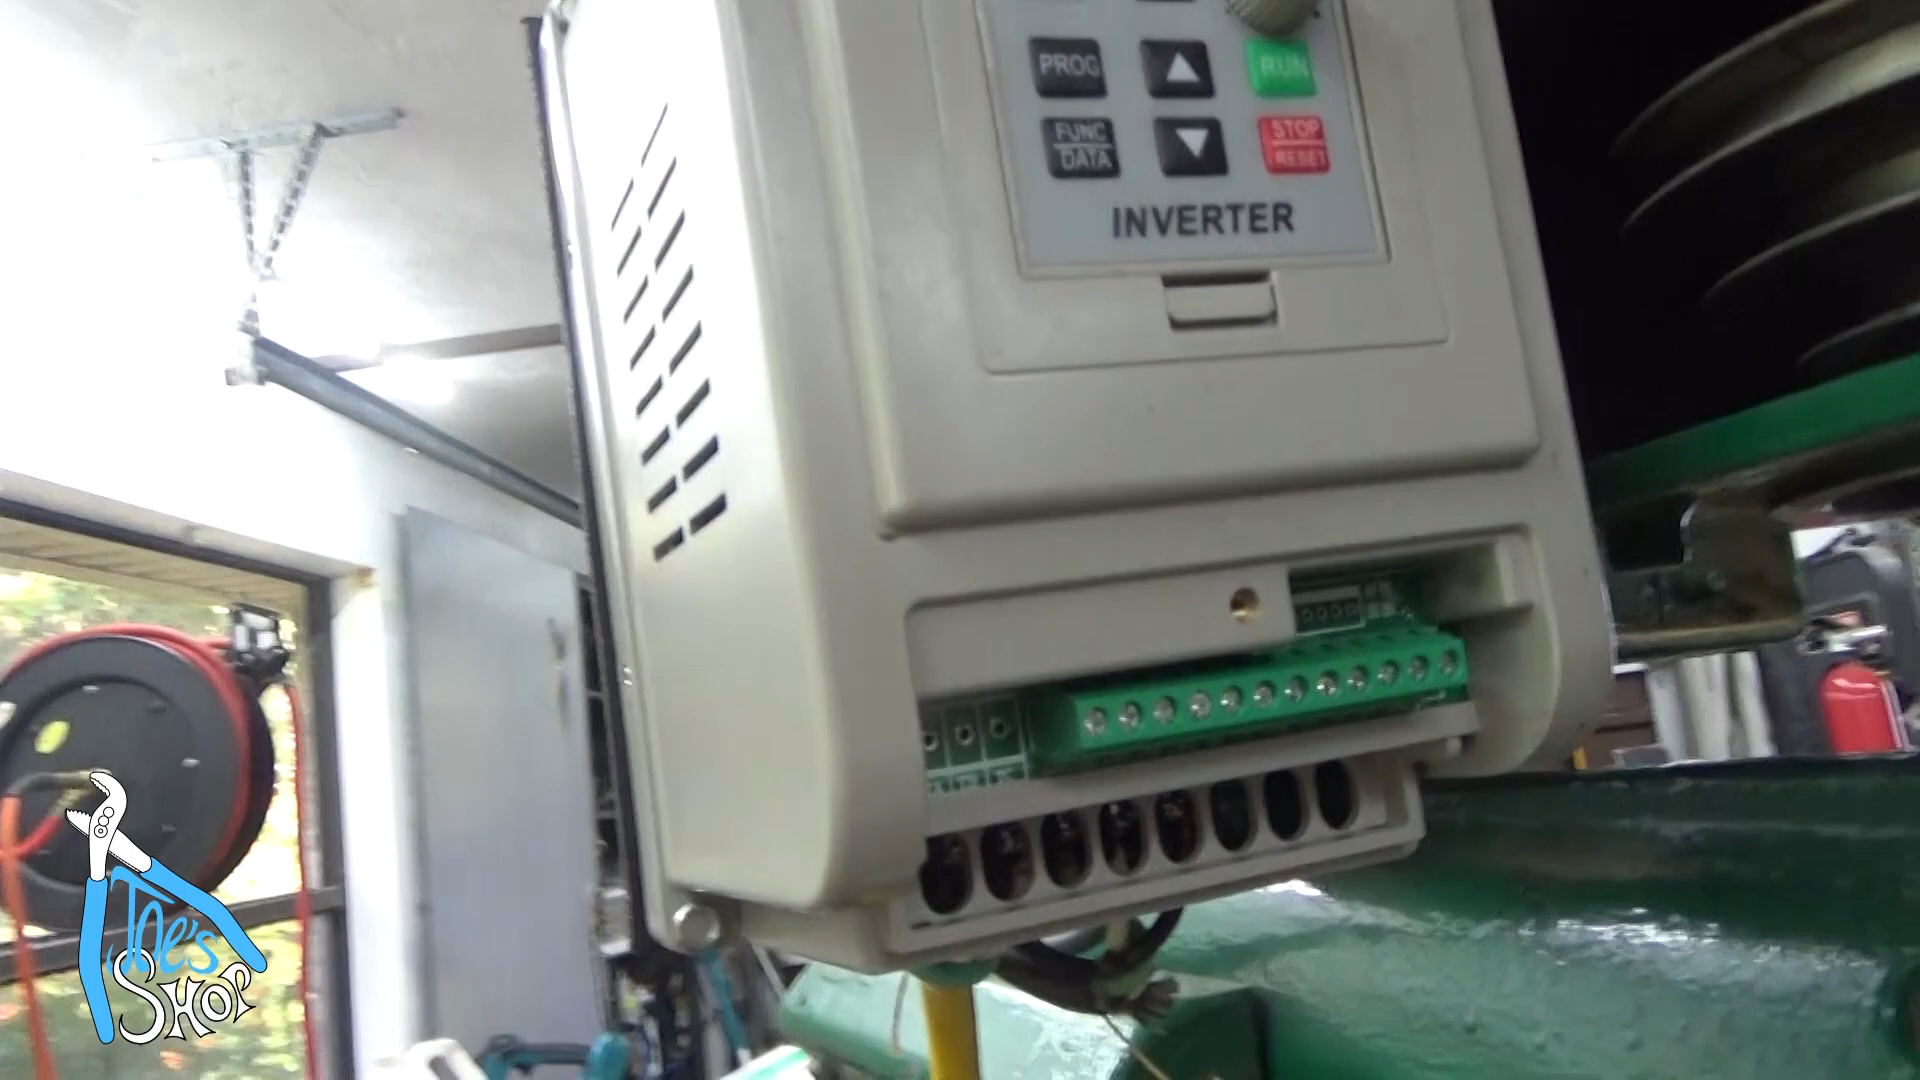 PROG
RUN
FUNC
DATA
STOP
RESET
INVERTER
Joe's
SHOP